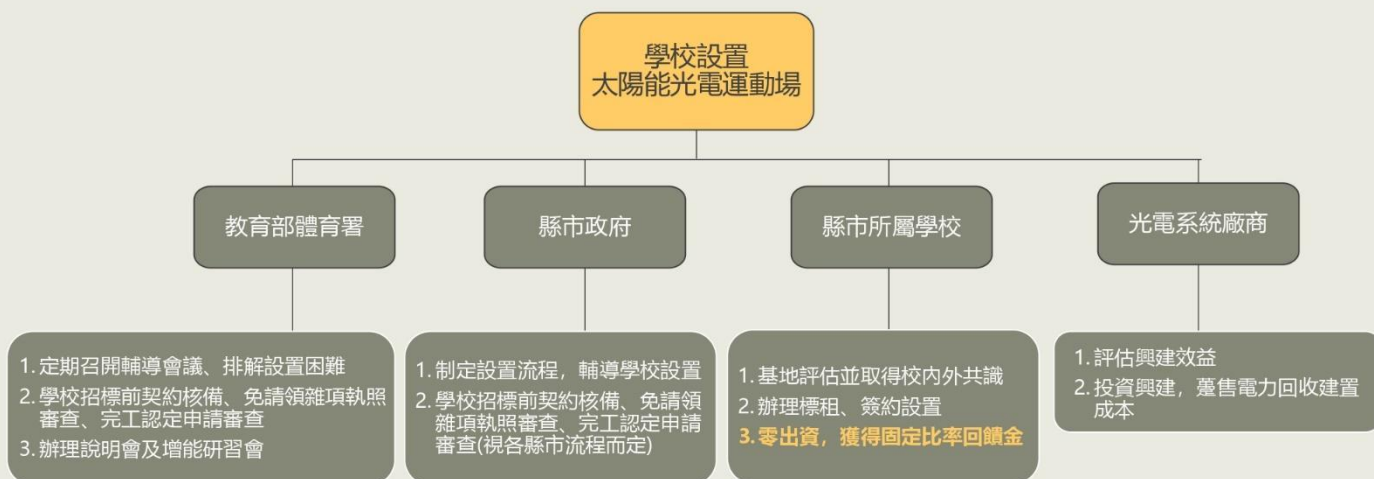 學校設置
太陽能光電運動場
教育部體育署
縣市政府
縣市所屬學校
光電系統廠商
1. 定期召開輔導會議、排解設置困難
2. 學校招標前契約核備、免請領雜項執照
審查、完工認定申請審查
3. 辦理說明會及增能研習會
1. 制定設置流程，輔導學校設置
2. 學校招標前契約核備、免請領
雜項執照審查、完工認定申請
審查(視各縣市流程而定)
1. 基地評估並取得校內外共識
2. 辦理標租、簽約設置
3. 零出資，獲得固定比率回饋金
1. 評估興建效益
2. 投資興建，躉售電力回收建置
成本